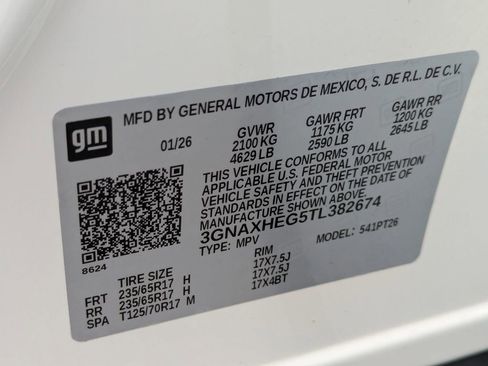 gm
MFD BY GENERAL MOTORS DE MEXICO, S. DE R.L. DE C.V.
01/26 GVWR GAWR FRT GAWR RR
2100 KG 1175 KG 1200 KG
4629 LB 2590 LB 2645 LB
THIS VEHICLE CONFORMS TO ALL
APPLICABLE U.S. FEDERAL MOTOR
VEHICLE SAFETY AND THEFT PREVENTION
STANDARDS IN EFFECT ON THE DATE OF
MANUFACTURE SHOWN ABOVE.
3GNAXHEG5TL382674
TYPE: MPV MODEL: 541PT26
8624
TIRE SIZE RIM
FRT 235/65R17 H 17X7.5J
RR 235/65R17 H 17X7.5J
SPA T125/70R17 M 17X4BT